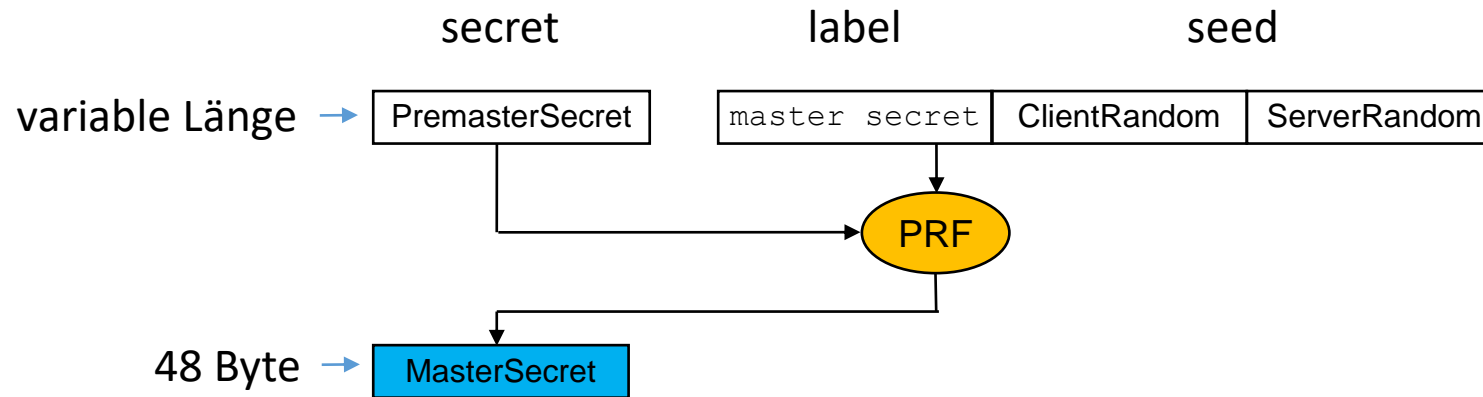 secret label seed
variable Länge PremasterSecret master secret ClientRandom ServerRandom
PRF
48 Byte MasterSecret